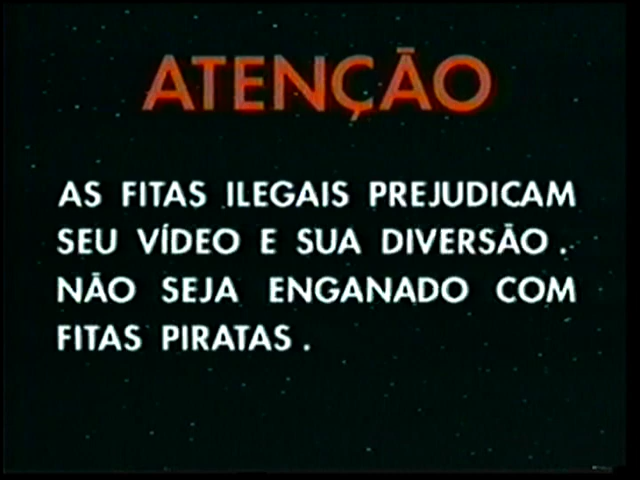 ATENÇÃO
AS FITAS ILEGAIS PREJUDICAM
SEU VÍDEO E SUA DIVERSÃO.
NÃO SEJA ENGANADO COM
FITAS PIRATAS.